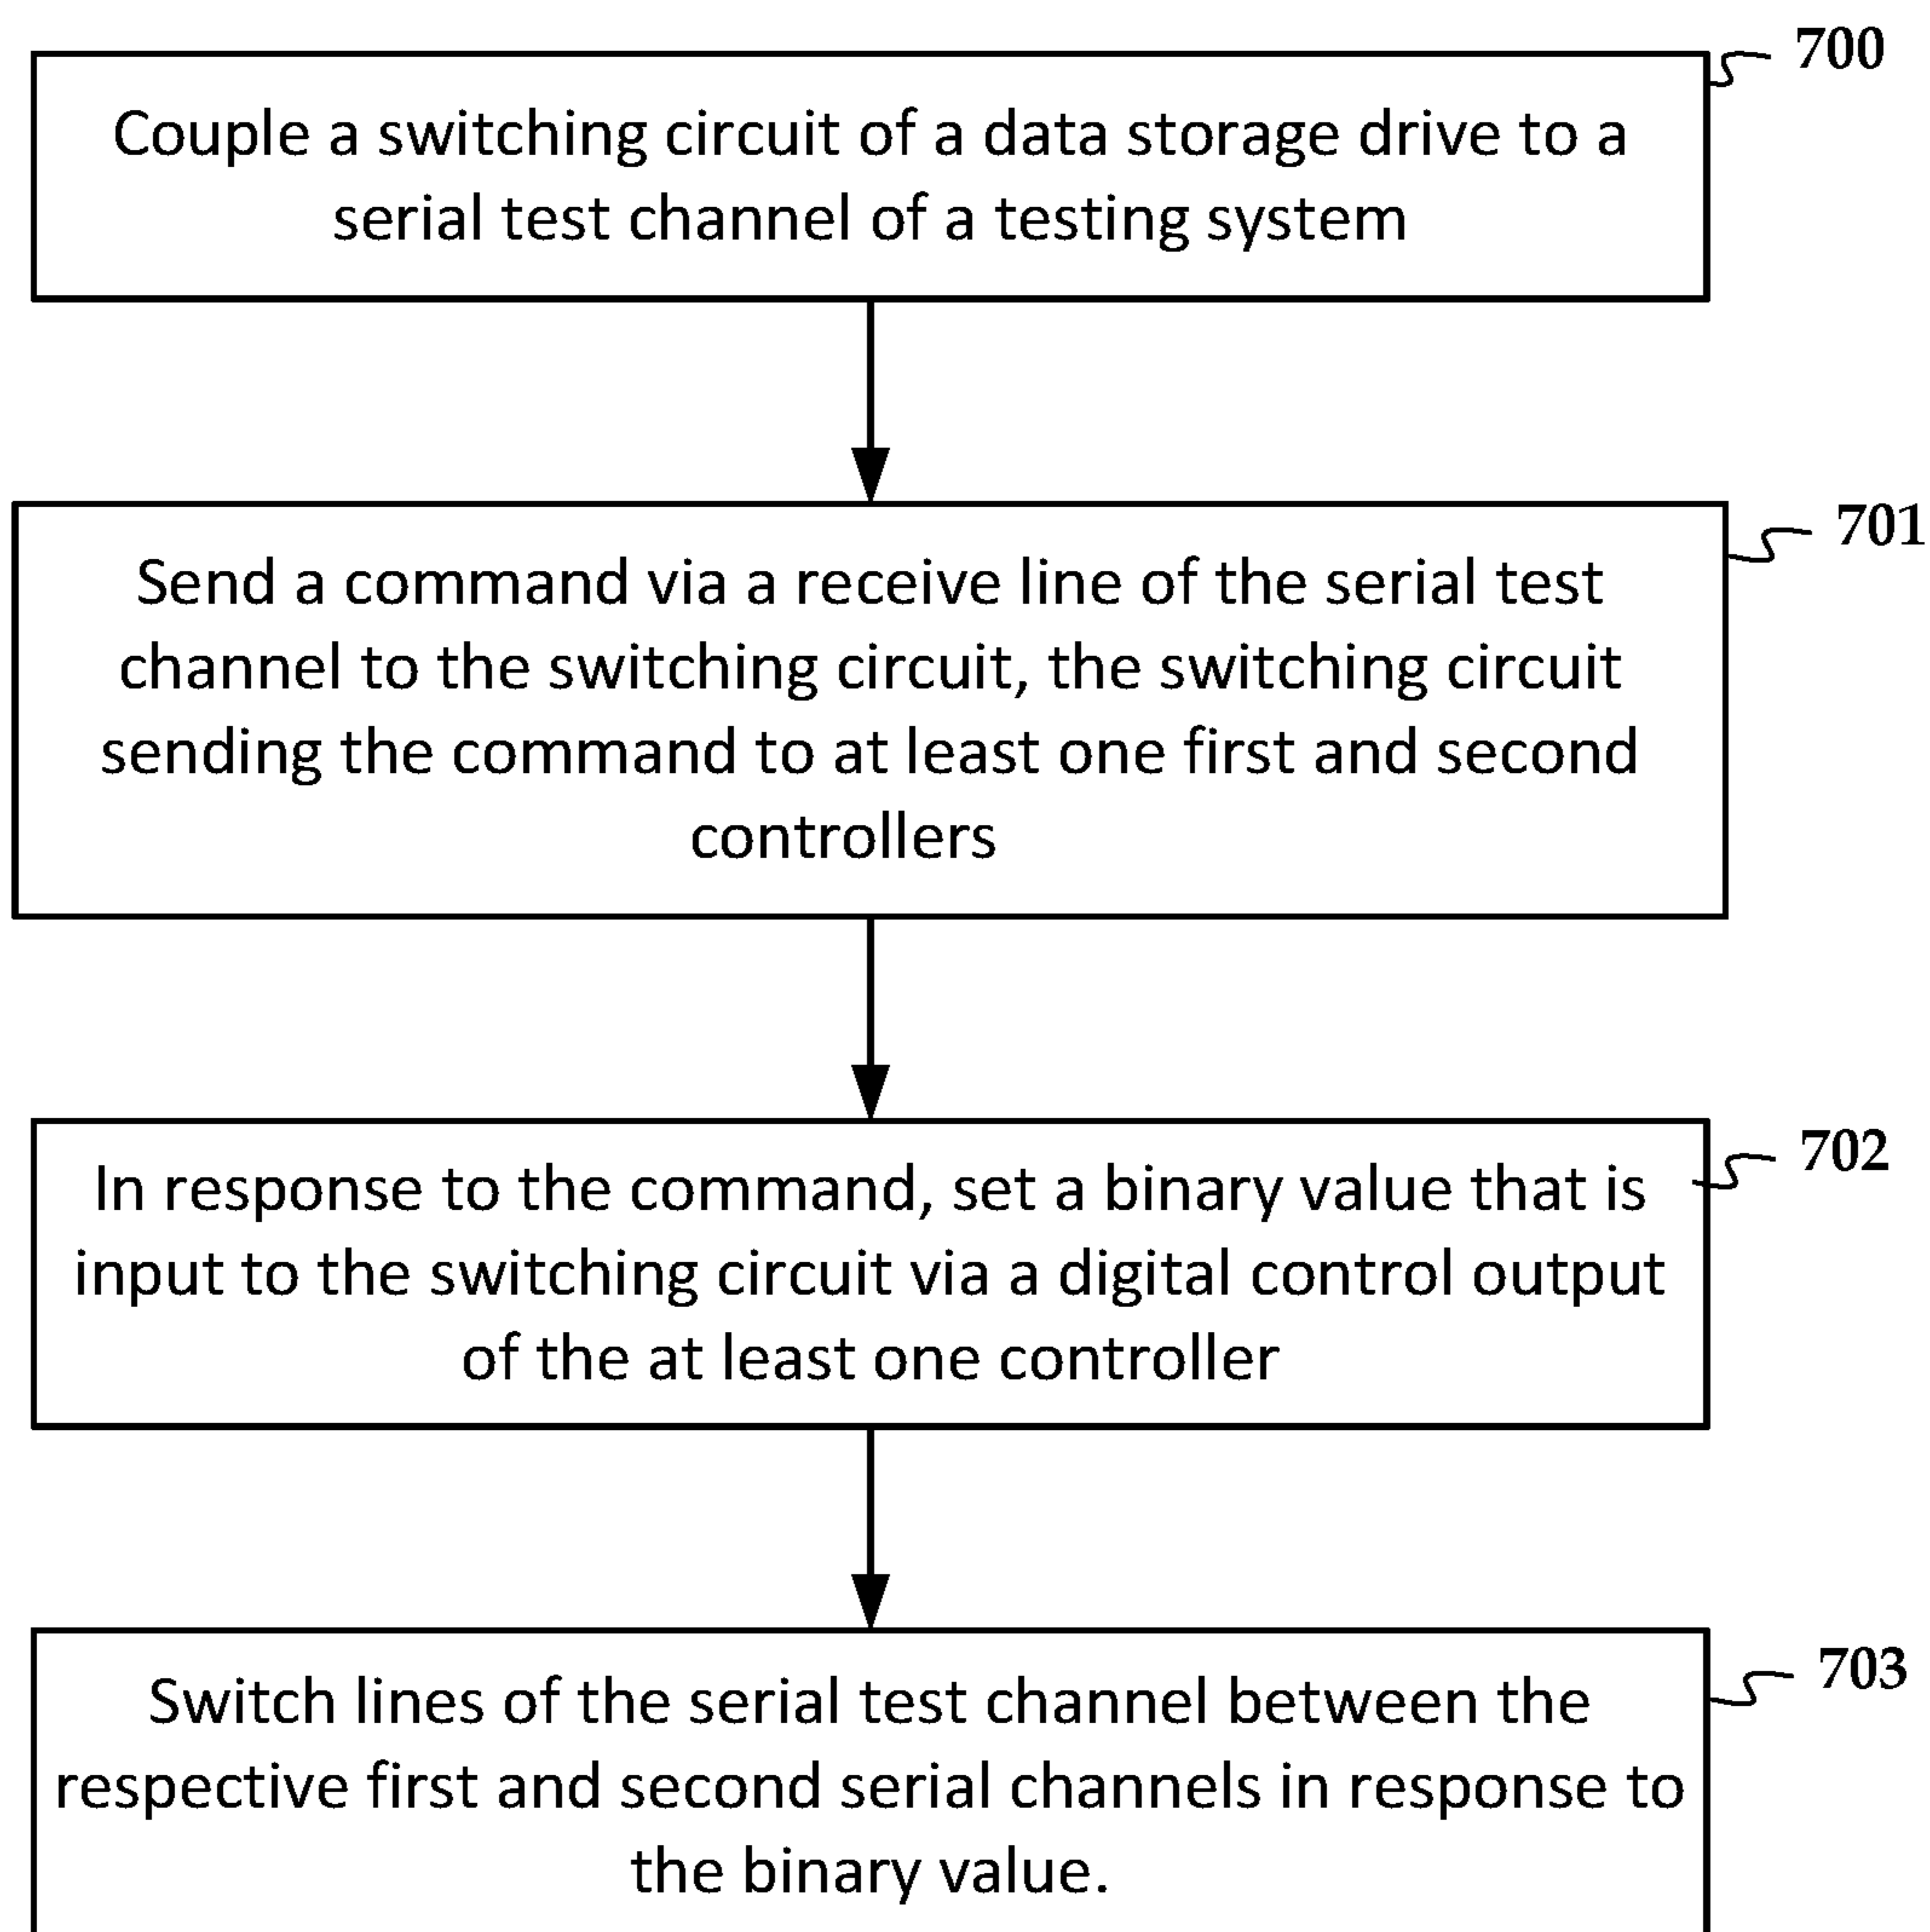 700
Couple a switching circuit of a data storage drive to a
serial test channel of a testing system
701
Send a command via a receive line of the serial test
channel to the switching circuit, the switching circuit
sending the command to at least one first and second
controllers
702
In response to the command, set a binary value that is
input to the switching circuit via a digital control output
of the at least one controller
703
Switch lines of the serial test channel between the
respective first and second serial channels in response to
the binary value.